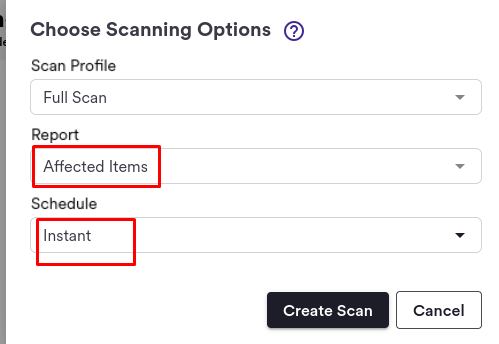 Choose Scanning Options ?
Scan Profile
Full Scan
Report
Affected Items
Schedule
Instant
Create Scan Cancel